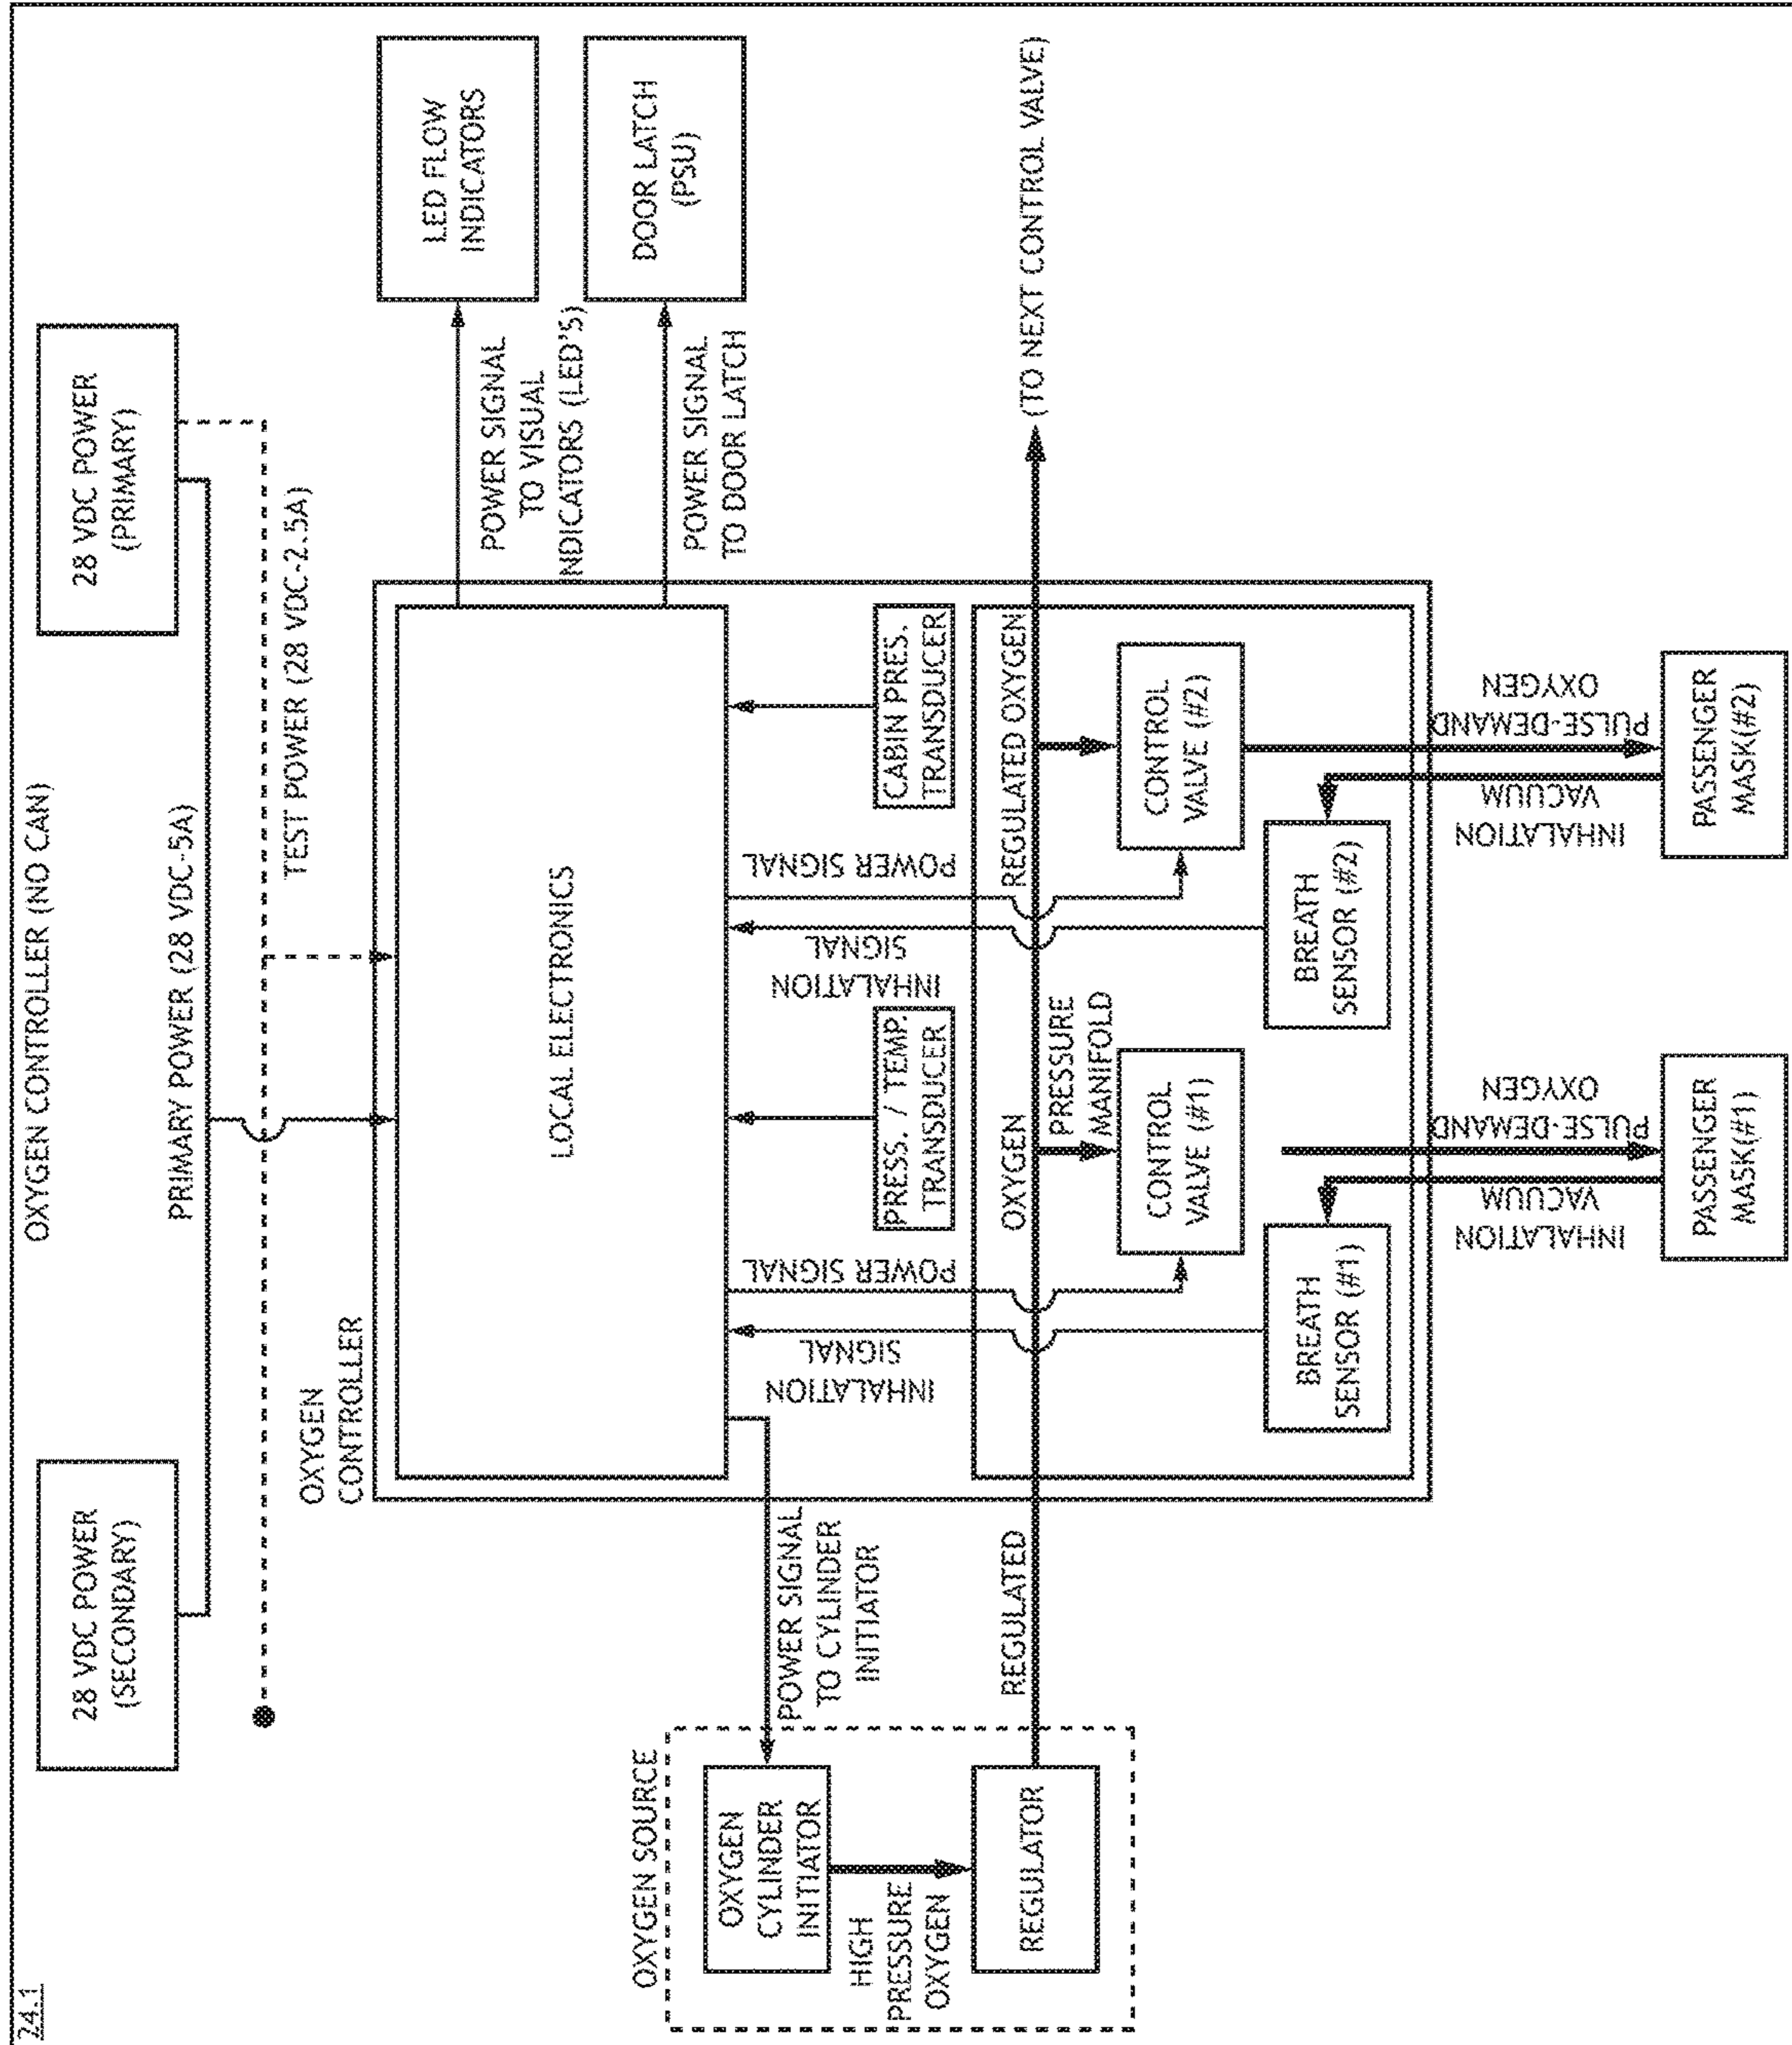 24.1
OXYGEN CONTROLLER (NO CAN)
28 VDC POWER
(SECONDARY)
28 VDC POWER
(PRIMARY)
PRIMARY POWER (28 VDC-5A)
TEST POWER (28 VDC-2.5A)
OXYGEN
CONTROLLER
LOCAL ELECTRONICS
LED FLOW
INDICATORS
POWER SIGNAL
TO VISUAL
INDICATORS (LED'S)
DOOR LATCH
(PSU)
POWER SIGNAL
TO DOOR LATCH
OXYGEN SOURCE
OXYGEN
CYLINDER
INITIATOR
POWER SIGNAL
TO CYLINDER
INITIATOR
HIGH
PRESSURE
OXYGEN
REGULATOR
INHALATION
SIGNAL
POWER SIGNAL
PRESS. / TEMP.
TRANSDUCER
INHALATION
SIGNAL
POWER SIGNAL
CABIN PRES.
TRANSDUCER
REGULATED
OXYGEN
REGULATED OXYGEN
(TO NEXT CONTROL VALVE)
PRESSURE
MANIFOLD
CONTROL
VALVE (#1)
CONTROL
VALVE (#2)
BREATH
SENSOR (#1)
BREATH
SENSOR (#2)
INHALATION
VACUUM
PULSE-DEMAND
OXYGEN
INHALATION
VACUUM
PULSE-DEMAND
OXYGEN
PASSENGER
MASK(#1)
PASSENGER
MASK(#2)